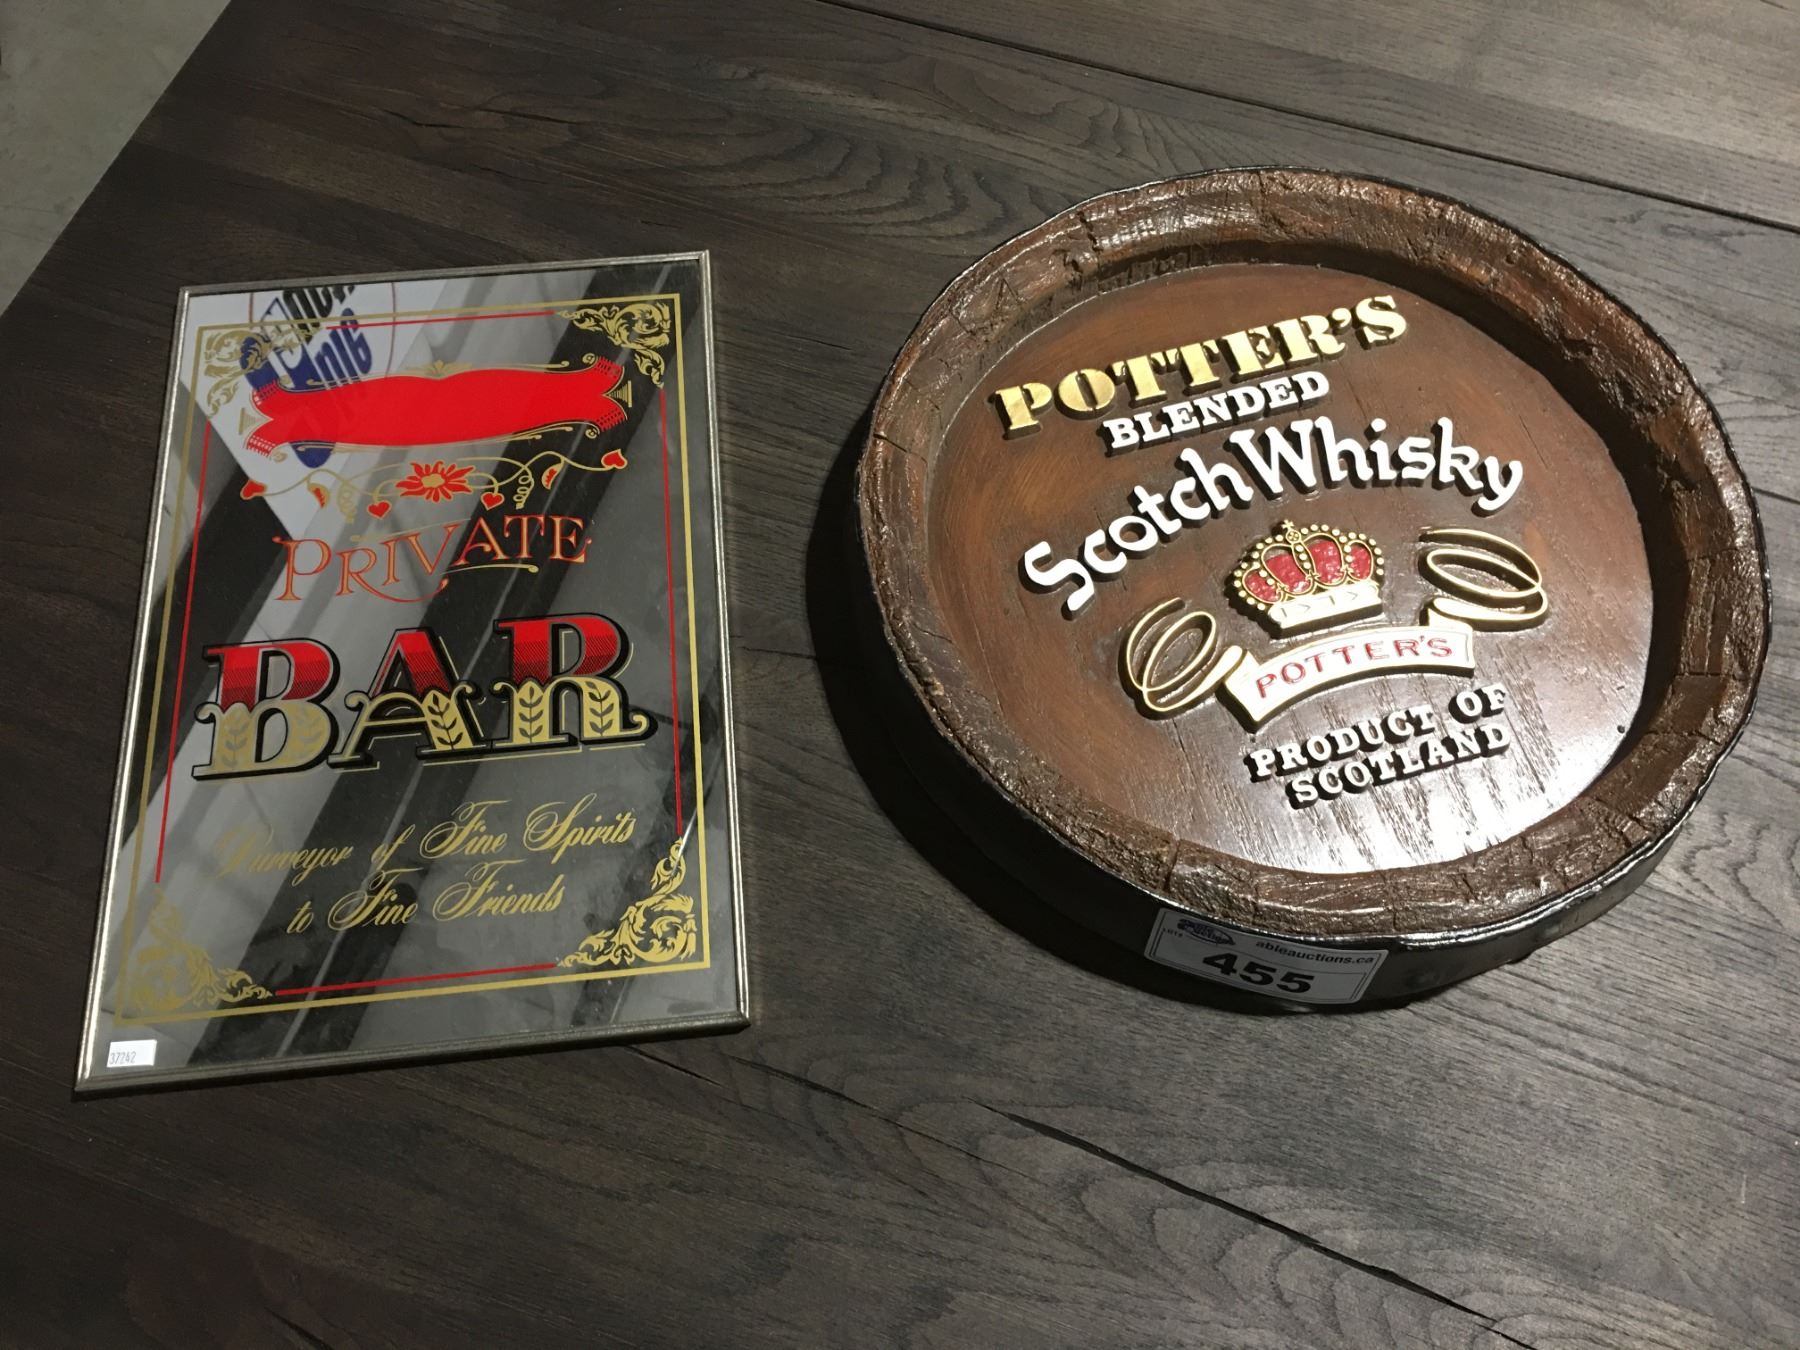 PRIVATE
BAR
Purveyor of Fine Spirits
to Fine Friends
37242
POTTER'S
BLENDED
Scotch Whisky
POTTER'S
PRODUCT OF
SCOTLAND
ableauctions.ca
455